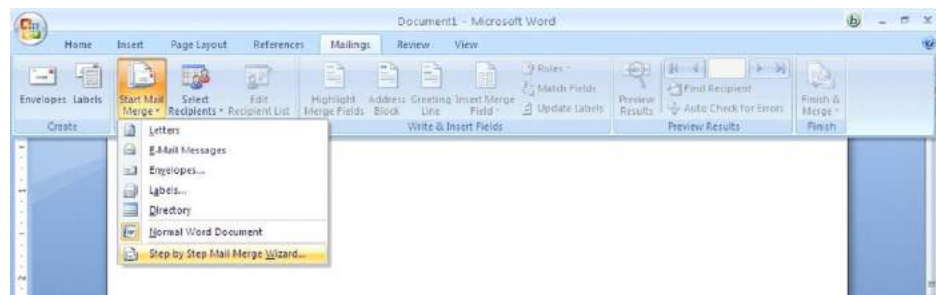 Document1 - Microsoft Word
Home Insert Page Layout References Mailings Review View
Envelopes Labels Start Mail Merge Select Recipients Edit Recipient List Highlight Merge Fields Address Block Greeting Line Insert Merge Field Rules Match Fields Update Labels Preview Results Find Recipient Auto Check for Errors Finish & Merge
Create Write & Insert Fields Preview Results Finish
Letters
E-Mail Messages
Envelopes...
Labels...
Directory
Normal Word Document
Step by Step Mail Merge Wizard...